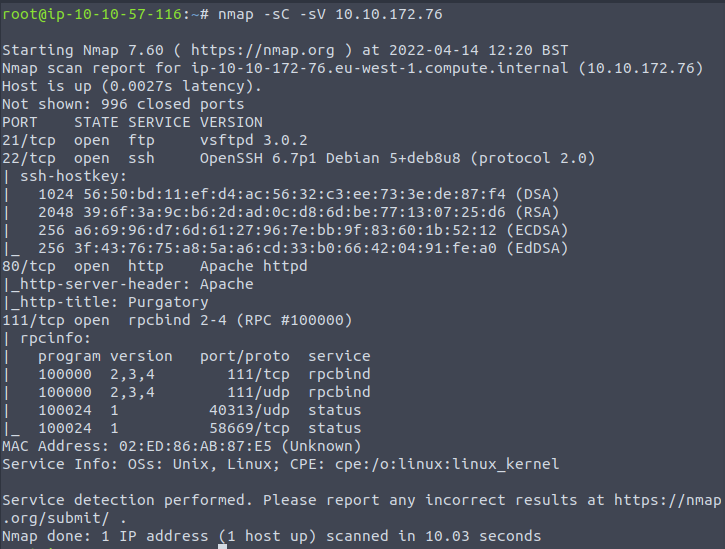 root@ip-10-10-57-116:~# nmap -sC -sV 10.10.172.76
Starting Nmap 7.60 ( https://nmap.org ) at 2022-04-14 12:20 BST
Nmap scan report for ip-10-10-172-76.eu-west-1.compute.internal (10.10.172.76)
Host is up (0.0027s latency).
Not shown: 996 closed ports
PORT    STATE SERVICE VERSION
21/tcp  open  ftp     vsftpd 3.0.2
22/tcp  open  ssh     OpenSSH 6.7p1 Debian 5+deb8u8 (protocol 2.0)
| ssh-hostkey:
|   1024 56:50:bd:11:ef:d4:ac:56:32:c3:ee:73:3e:de:87:f4 (DSA)
|   2048 39:6f:3a:9c:b6:2d:ad:0c:d8:6d:be:77:13:07:25:d6 (RSA)
|   256 a6:69:96:d7:6d:61:27:96:7e:bb:9f:83:60:1b:52:12 (ECDSA)
|_  256 3f:43:76:75:a8:5a:a6:cd:33:b0:66:42:04:91:fe:a0 (EdDSA)
80/tcp  open  http    Apache httpd
|_http-server-header: Apache
|_http-title: Purgatory
111/tcp open  rpcbind 2-4 (RPC #100000)
| rpcinfo:
|   program version   port/proto  service
|   100000  2,3,4        111/tcp  rpcbind
|   100000  2,3,4        111/udp  rpcbind
|   100024  1          40313/udp  status
|_  100024  1          58669/tcp  status
MAC Address: 02:ED:86:AB:87:E5 (Unknown)
Service Info: OSs: Unix, Linux; CPE: cpe:/o:linux:linux_kernel
Service detection performed. Please report any incorrect results at https://nmap
.org/submit/ .
Nmap done: 1 IP address (1 host up) scanned in 10.03 seconds